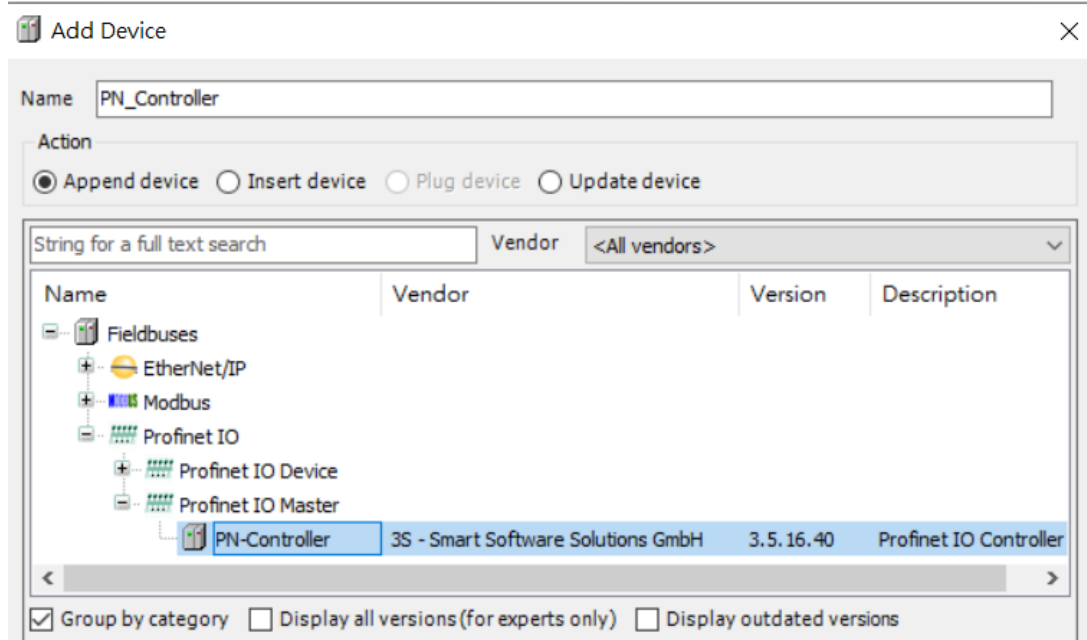 Add Device
Name PN_Controller
Action
Append device Insert device Plug device Update device
String for a full text search Vendor <All vendors>
Name Vendor Version Description
Fieldbuses
EtherNet/IP
MODBUS Modbus
Profinet IO
Profinet IO Device
Profinet IO Master
PN-Controller 3S - Smart Software Solutions GmbH 3.5.16.40 Profinet IO Controller
Group by category Display all versions (for experts only) Display outdated versions